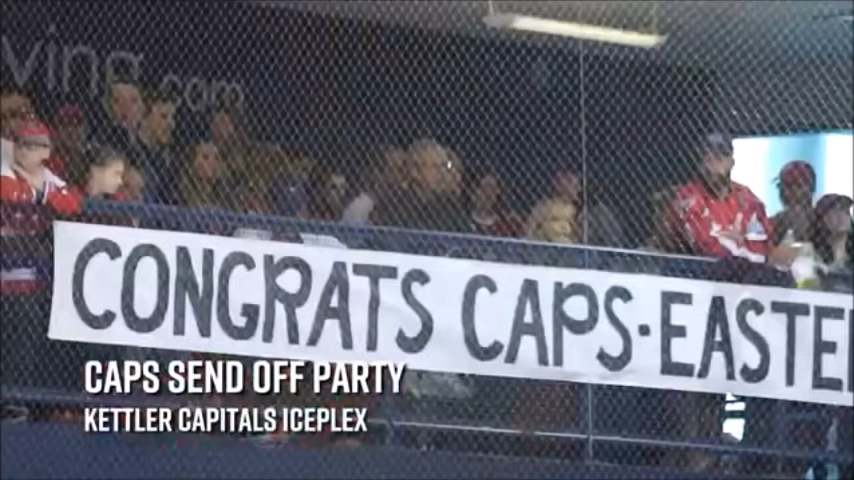 ving.com
CONGRATS CAPS-EASTE
CAPS SEND OFF PARTY
KETTLER CAPITALS ICEPLEX